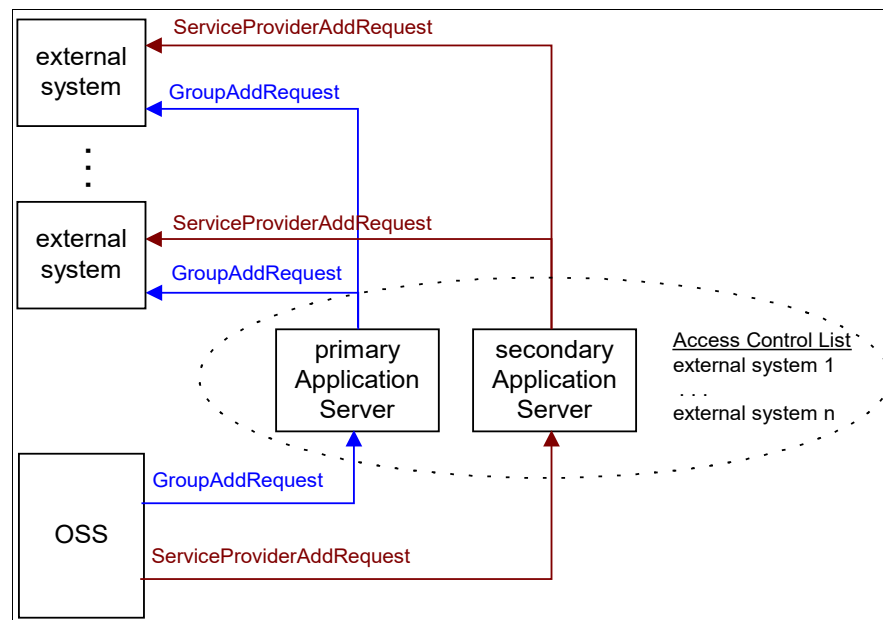 ServiceProviderAddRequest
external
system
GroupAddRequest
ServiceProviderAddRequest
external
system
GroupAddRequest
primary
Application
Server
secondary
Application
Server
Access Control List
external system 1
. . .
external system n
GroupAddRequest
OSS
ServiceProviderAddRequest